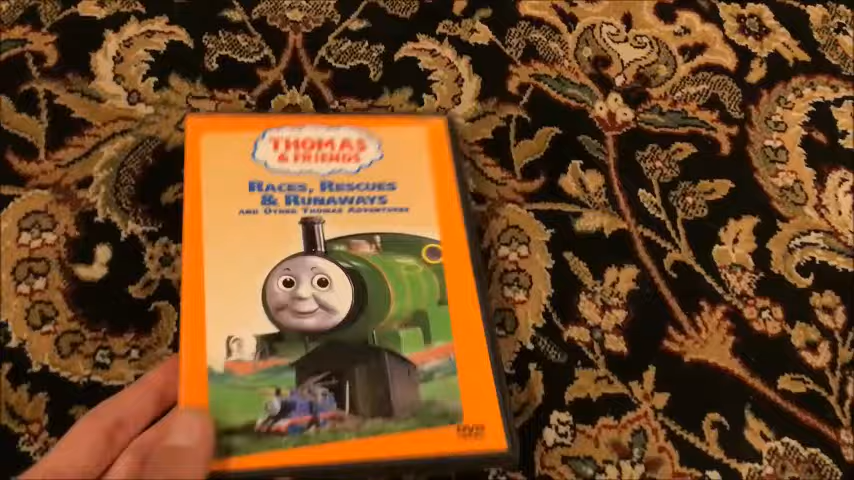 THOMAS
& FRIENDS
RACES, RESCUES
& RUNAWAYS
AND OTHER THOMAS ADVENTURES
DVD